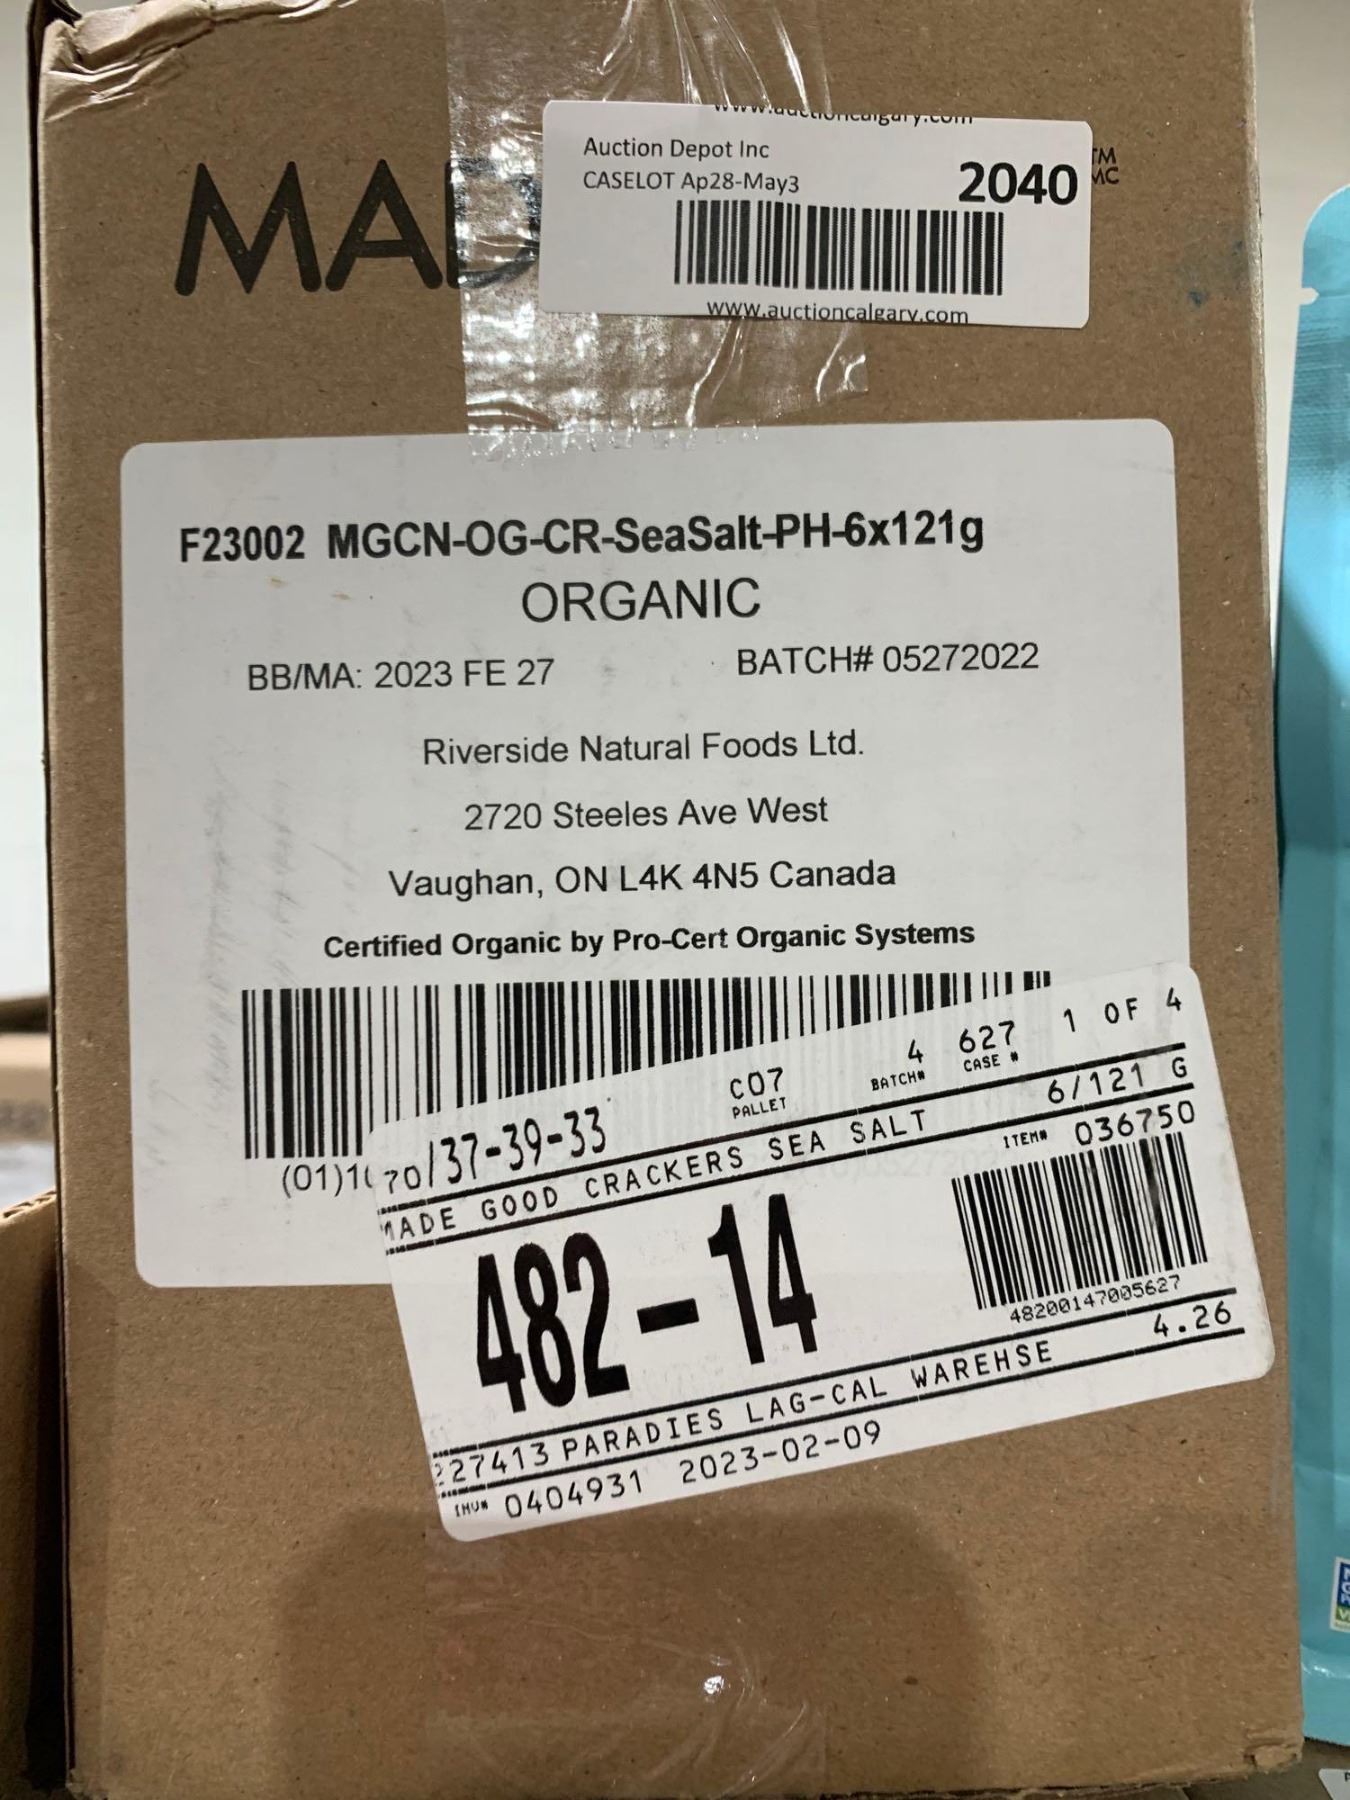 www.auctioncalgary.com
Auction Depot Inc
CASELOT Ap28-May3
2040
www.auctioncalgary.com
TM
MC
MAD
F23002 MGCN-OG-CR-SeaSalt-PH-6x121g
ORGANIC
BB/MA: 2023 FE 27
BATCH# 05272022
Riverside Natural Foods Ltd.
2720 Steeles Ave West
Vaughan, ON L4K 4N5 Canada
Certified Organic by Pro-Cert Organic Systems
(01)1
70/37-39-33
C07
PALLET
4
BATCH#
627
CASE #
1 OF 4
MADE GOOD CRACKERS SEA SALT
6/121 G
ITEM# 036750
482-14
48200147005627
227413 PARADIES LAG-CAL WAREHSE
4.26
INV# 0404931 2023-02-09